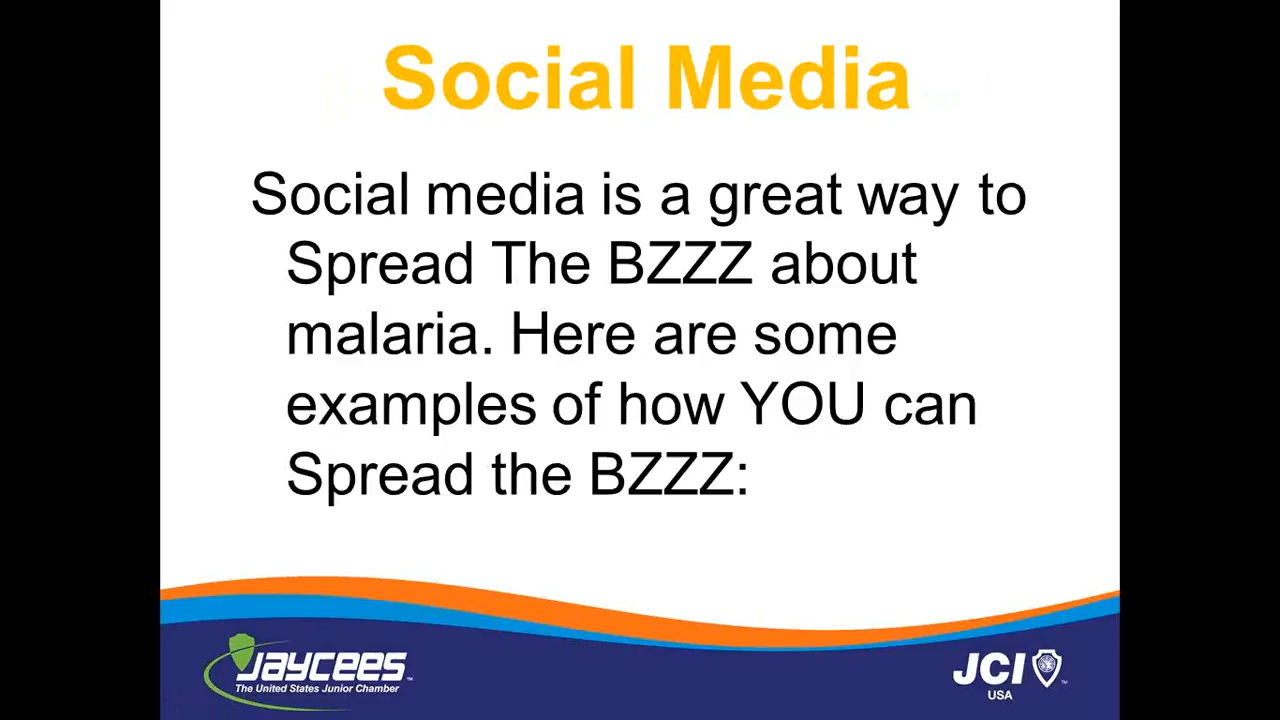 Social Media
Social media is a great way to
Spread The BZZZ about
malaria. Here are some
examples of how YOU can
Spread the BZZZ:
JAYCEES
The United States Junior Chamber
JCI
USA